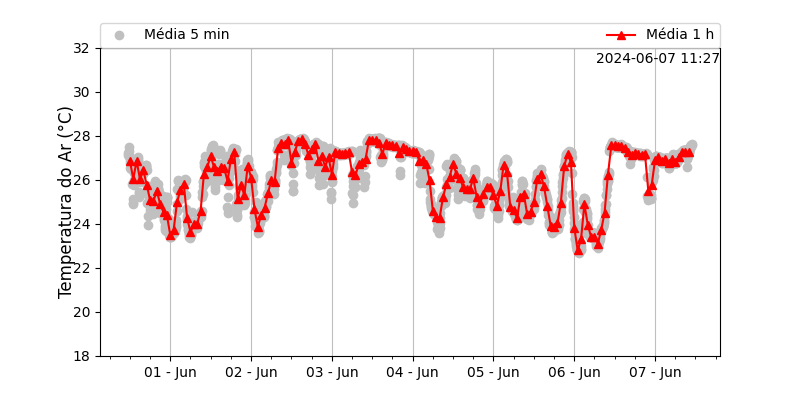 Média 5 min
Média 1 h
2024-06-07 11:27
Temperatura do Ar (°C)
32
30
28
26
24
22
20
18
01 - Jun
02 - Jun
03 - Jun
04 - Jun
05 - Jun
06 - Jun
07 - Jun